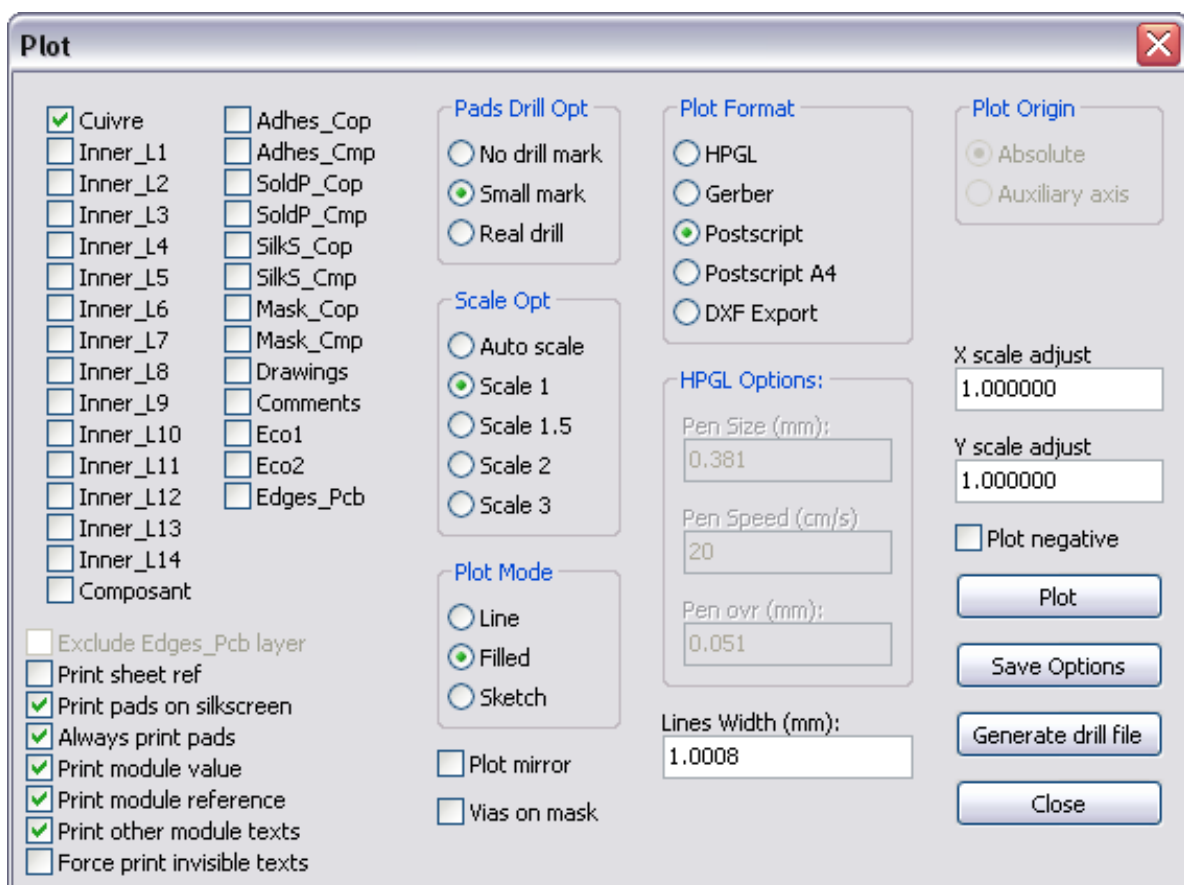 Plot
Cuivre
Inner_L1
Inner_L2
Inner_L3
Inner_L4
Inner_L5
Inner_L6
Inner_L7
Inner_L8
Inner_L9
Inner_L10
Inner_L11
Inner_L12
Inner_L13
Inner_L14
Composant
Adhes_Cop
Adhes_Cmp
SoldP_Cop
SoldP_Cmp
SilkS_Cop
SilkS_Cmp
Mask_Cop
Mask_Cmp
Drawings
Comments
Eco1
Eco2
Edges_Pcb
Exclude Edges_Pcb layer
Print sheet ref
Print pads on silkscreen
Always print pads
Print module value
Print module reference
Print other module texts
Force print invisible texts
Pads Drill Opt
No drill mark
Small mark
Real drill
Scale Opt
Auto scale
Scale 1
Scale 1.5
Scale 2
Scale 3
Plot Mode
Line
Filled
Sketch
Plot mirror
Vias on mask
Plot Format
HPGL
Gerber
Postscript
Postscript A4
DXF Export
HPGL Options:
Pen Size (mm):
0.381
Pen Speed (cm/s)
20
Pen ovr (mm):
0.051
Lines Width (mm):
1.0008
Plot Origin
Absolute
Auxiliary axis
X scale adjust
1.000000
Y scale adjust
1.000000
Plot negative
Plot
Save Options
Generate drill file
Close